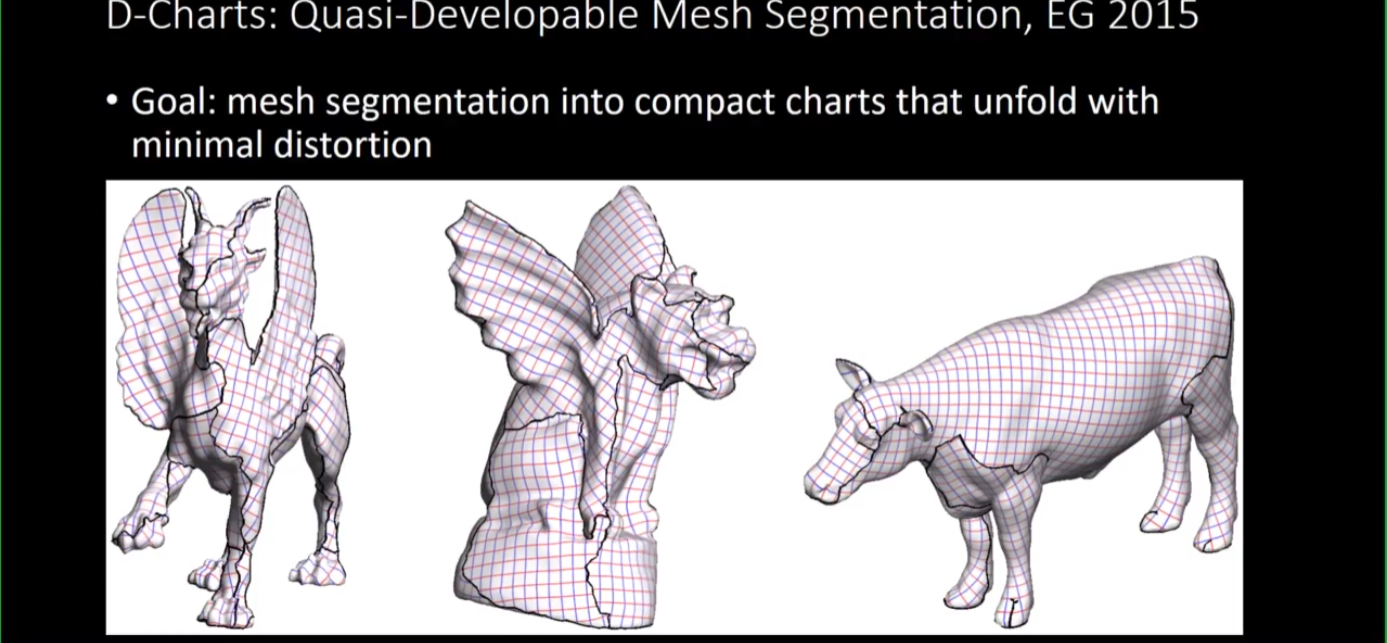 D-Charts: Quasi-Developable Mesh Segmentation, EG 2015
• Goal: mesh segmentation into compact charts that unfold with
minimal distortion